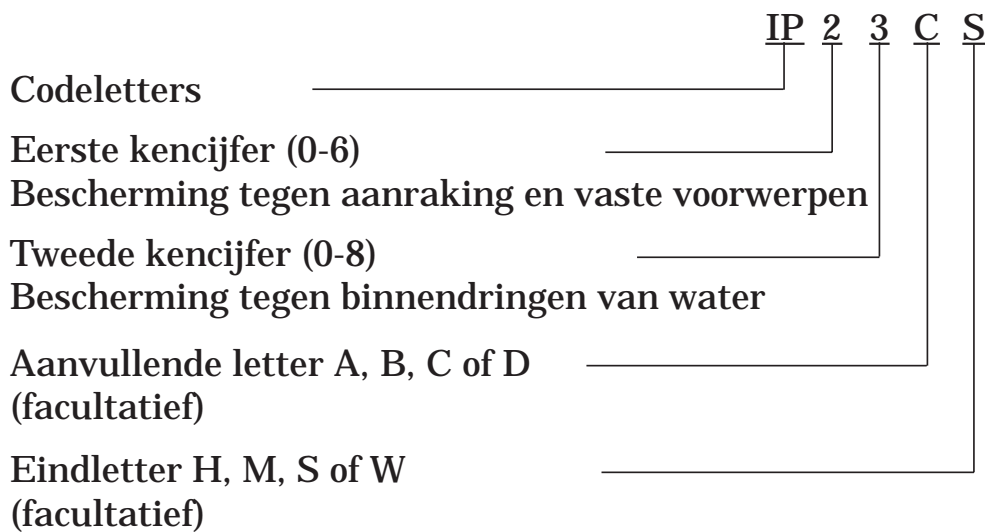 IP 2 3 C S
Codeletters
Eerste kencijfer (0-6)
Bescherming tegen aanraking en vaste voorwerpen
Tweede kencijfer (0-8)
Bescherming tegen binnendringen van water
Aanvullende letter A, B, C of D
(facultatief)
Eindletter H, M, S of W
(facultatief)